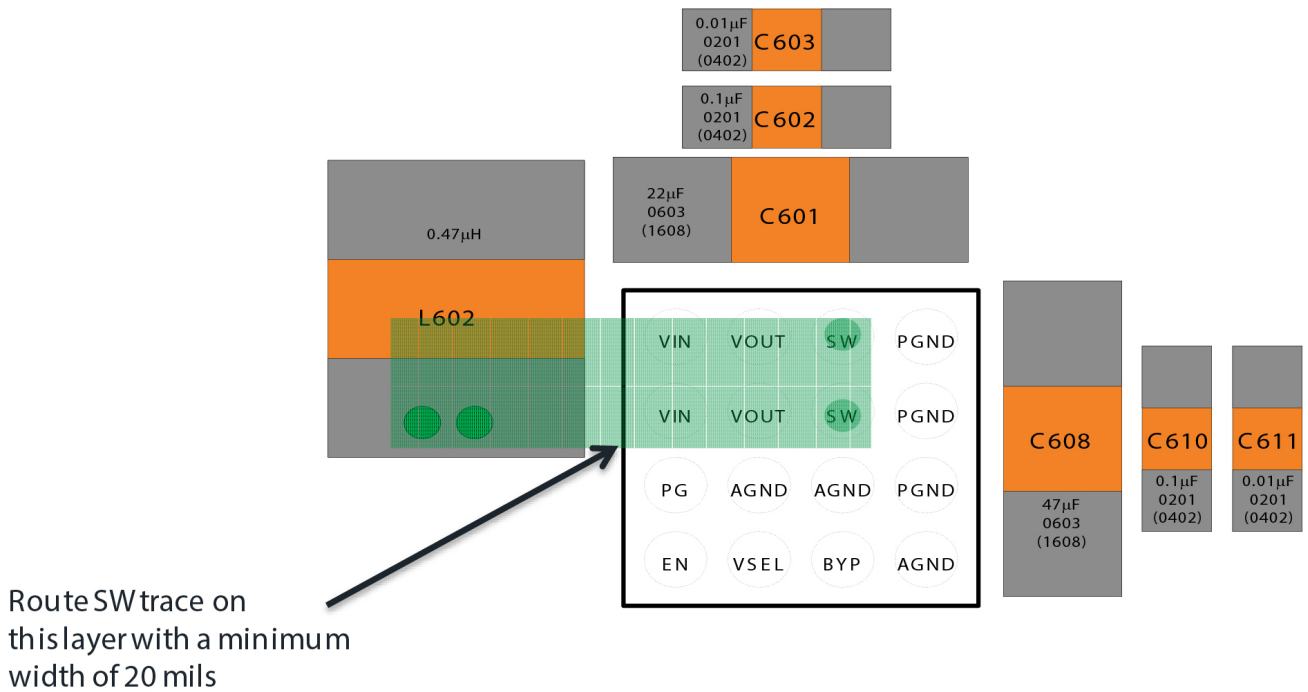 0.01µF
0201
(0402)
C603
0.1µF
0201
(0402)
C602
22µF
0603
(1608)
C601
0.47µH
L602
VIN VOUT SW PGND
VIN VOUT SW PGND
PG AGND AGND PGND
EN VSEL BYP AGND
C608
47µF
0603
(1608)
C610
0.1µF
0201
(0402)
C611
0.01µF
0201
(0402)
Route SW trace on
this layer with a minimum
width of 20 mils